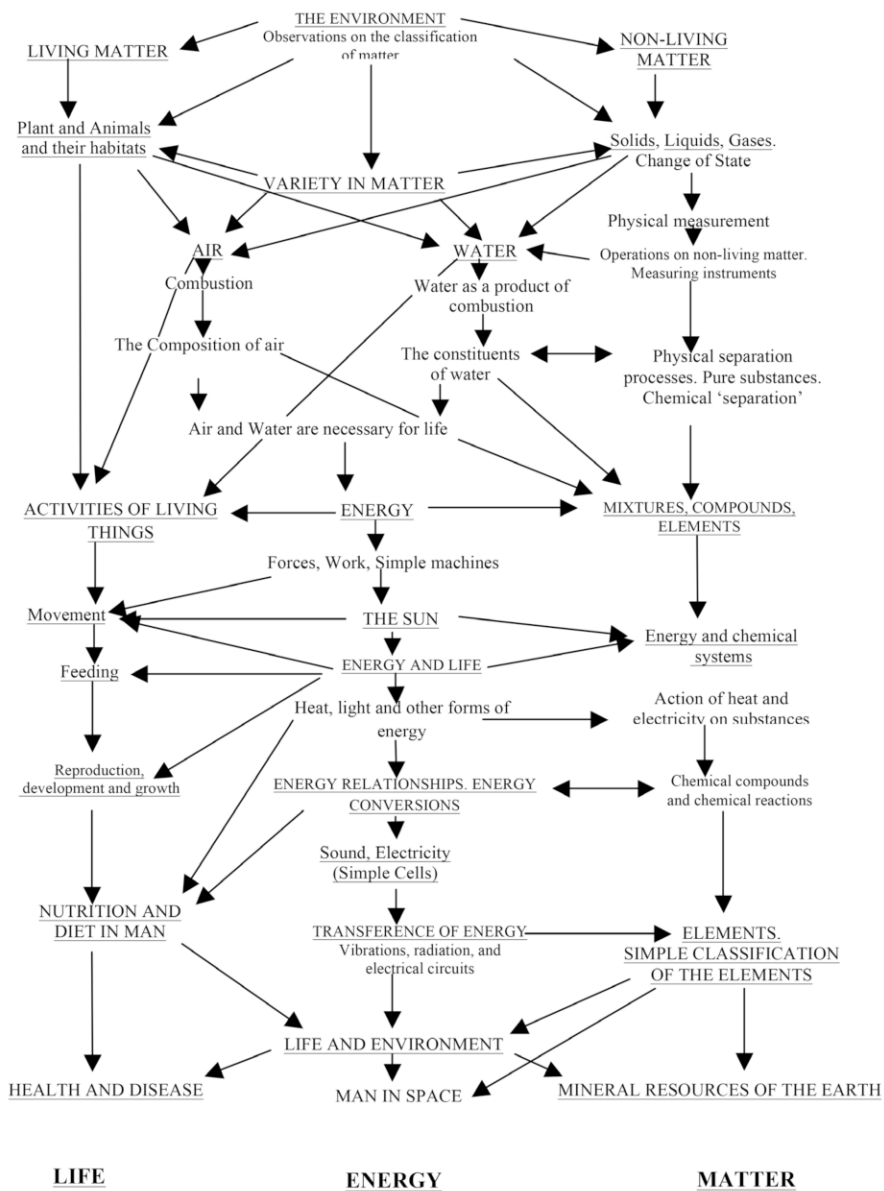 THE ENVIRONMENT
Observations on the classification
of matter
LIVING MATTER
NON-LIVING
MATTER
Plant and Animals
and their habitats
Solids, Liquids, Gases.
Change of State
VARIETY IN MATTER
Physical measurement
AIR
WATER
Operations on non-living matter.
Measuring instruments
Combustion
Water as a product of
combustion
The Composition of air
The constituents
of water
Physical separation
processes. Pure substances.
Chemical ‘separation’
Air and Water are necessary for life
ACTIVITIES OF LIVING
THINGS
ENERGY
MIXTURES, COMPOUNDS,
ELEMENTS
Forces, Work, Simple machines
Movement
THE SUN
Energy and chemical
systems
Feeding
ENERGY AND LIFE
Heat, light and other forms of
energy
Action of heat and
electricity on substances
Reproduction,
development and growth
ENERGY RELATIONSHIPS. ENERGY
CONVERSIONS
Chemical compounds
and chemical reactions
Sound, Electricity
(Simple Cells)
NUTRITION AND
DIET IN MAN
TRANSFERENCE OF ENERGY
Vibrations, radiation, and
electrical circuits
ELEMENTS.
SIMPLE CLASSIFICATION
OF THE ELEMENTS
LIFE AND ENVIRONMENT
HEALTH AND DISEASE
MAN IN SPACE
MINERAL RESOURCES OF THE EARTH
LIFE
ENERGY
MATTER